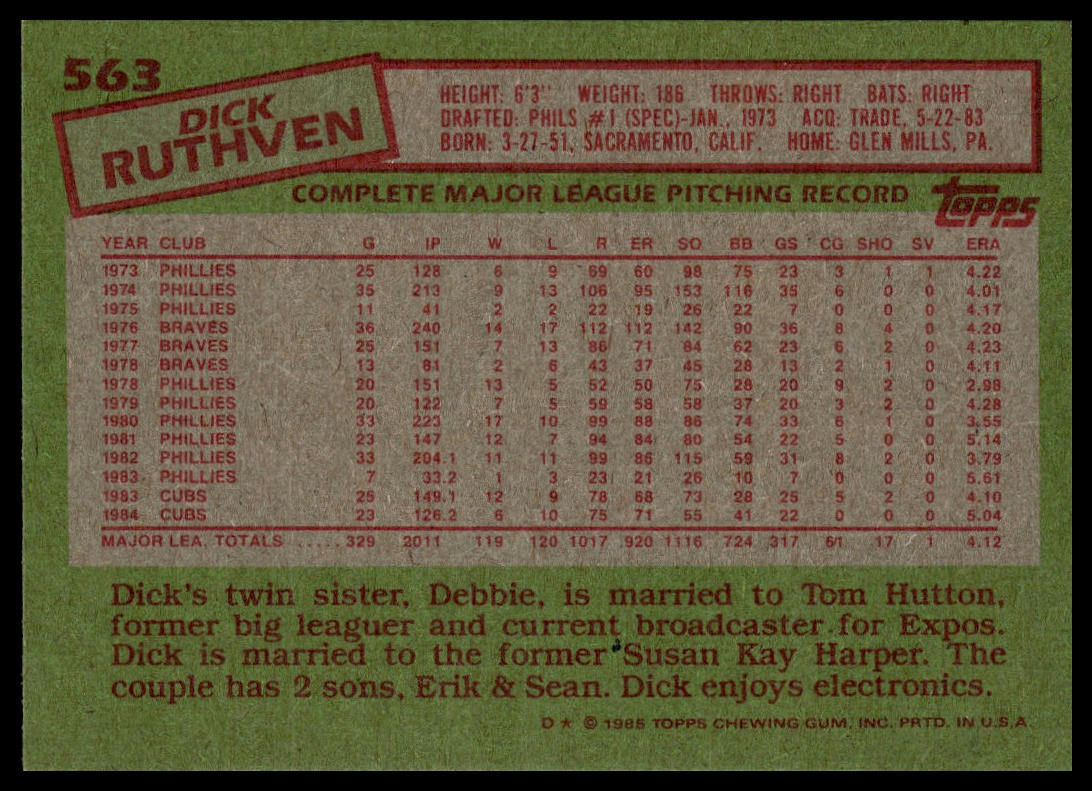 563
DICK
RUTHVEN
HEIGHT: 6'3" WEIGHT: 186 THROWS: RIGHT BATS: RIGHT
DRAFTED: PHILS #1 (SPEC)-JAN., 1973 ACQ: TRADE, 5-22-83
BORN: 3-27-51, SACRAMENTO, CALIF. HOME: GLEN MILLS, PA.
COMPLETE MAJOR LEAGUE PITCHING RECORD
Topps
YEAR CLUB G IP W L R ER SO BB GS CG SHO SV ERA
1973 PHILLIES 25 128 6 9 69 60 98 75 23 3 1 1 4.22
1974 PHILLIES 35 213 9 13 106 95 153 116 35 6 0 0 4.01
1975 PHILLIES 11 41 2 2 22 19 26 22 7 0 0 0 4.17
1976 BRAVES 36 240 14 17 112 112 142 90 36 8 4 0 4.20
1977 BRAVES 25 151 7 13 86 71 84 62 23 6 2 0 4.23
1978 BRAVES 13 81 2 6 43 37 45 28 13 2 1 0 4.11
1978 PHILLIES 20 151 13 5 52 50 75 28 20 9 2 0 2.98
1979 PHILLIES 20 122 7 5 59 58 58 37 20 3 2 0 4.28
1980 PHILLIES 33 223 17 10 99 88 86 74 33 6 1 0 3.55
1981 PHILLIES 23 147 12 7 94 84 80 54 22 5 0 0 5.14
1982 PHILLIES 33 204.1 11 11 99 86 115 59 31 8 2 0 3.79
1983 PHILLIES 7 33.2 1 3 23 21 26 10 7 0 0 0 5.61
1983 CUBS 25 149.1 12 9 78 68 73 28 25 5 2 0 4.10
1984 CUBS 23 126.2 6 10 75 71 55 41 22 0 0 0 5.04
MAJOR LEA. TOTALS ..... 329 2011 119 120 1017 920 1116 724 317 61 17 1 4.12
Dick's twin sister, Debbie, is married to Tom Hutton,
former big leaguer and current broadcaster for Expos.
Dick is married to the former Susan Kay Harper. The
couple has 2 sons, Erik & Sean. Dick enjoys electronics.
D * © 1985 TOPPS CHEWING GUM, INC. PRTD. IN U.S.A.